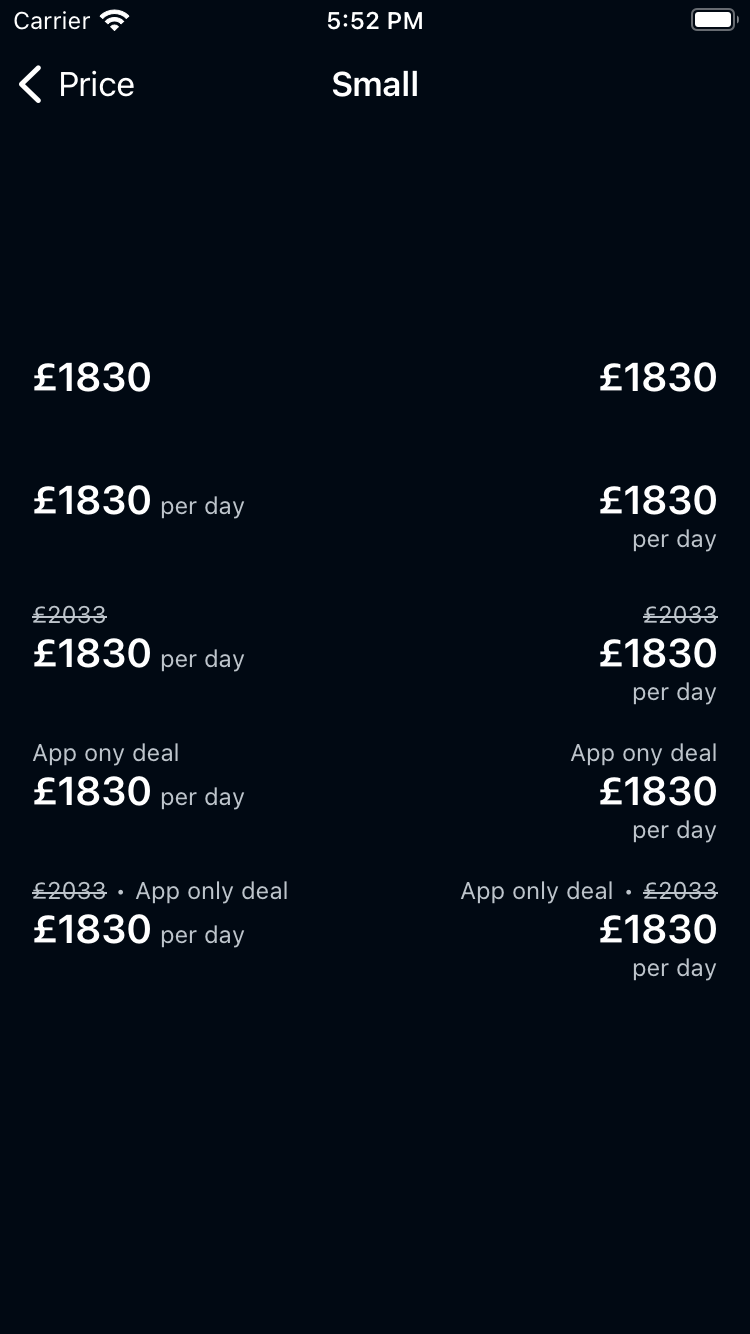 Carrier 5:52 PM
Price Small
£1830 £1830
£1830 per day £1830
per day
£2033 £2033
£1830 per day £1830
per day
App ony deal App ony deal
£1830 per day £1830
per day
£2033 • App only deal App only deal • £2033
£1830 per day £1830
per day